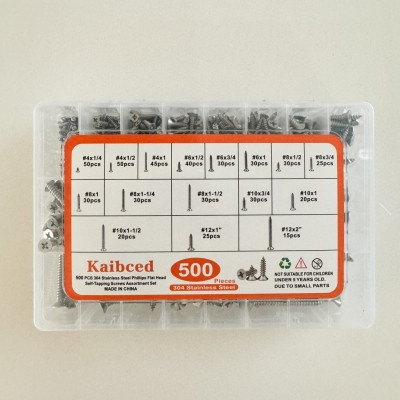 #4x1/4 #4x1/2 #4x1 #6x1/2 #6x3/4 #6x1 #8x1/2 #8x3/4
50pcs 50pcs 45pcs 40pcs 30pcs 30pcs 30pcs 25pcs
#8x1 #8x1-1/4 #8x1-1/2 #10x3/4 #10x1
30pcs 30pcs 30pcs 30pcs 20pcs
#10x1-1/2 #12x1" #12x2"
20pcs 25pcs 15pcs
Kaibced
500 PCS 304 Stainless Steel Phillips Flat Head
Self-Tapping Screws Assortment Set
MADE IN CHINA
500
Pieces
304 Stainless Steel
NOT SUITABLE FOR CHILDREN
UNDER 5 YEARS OLD.
DUE TO SMALL PARTS